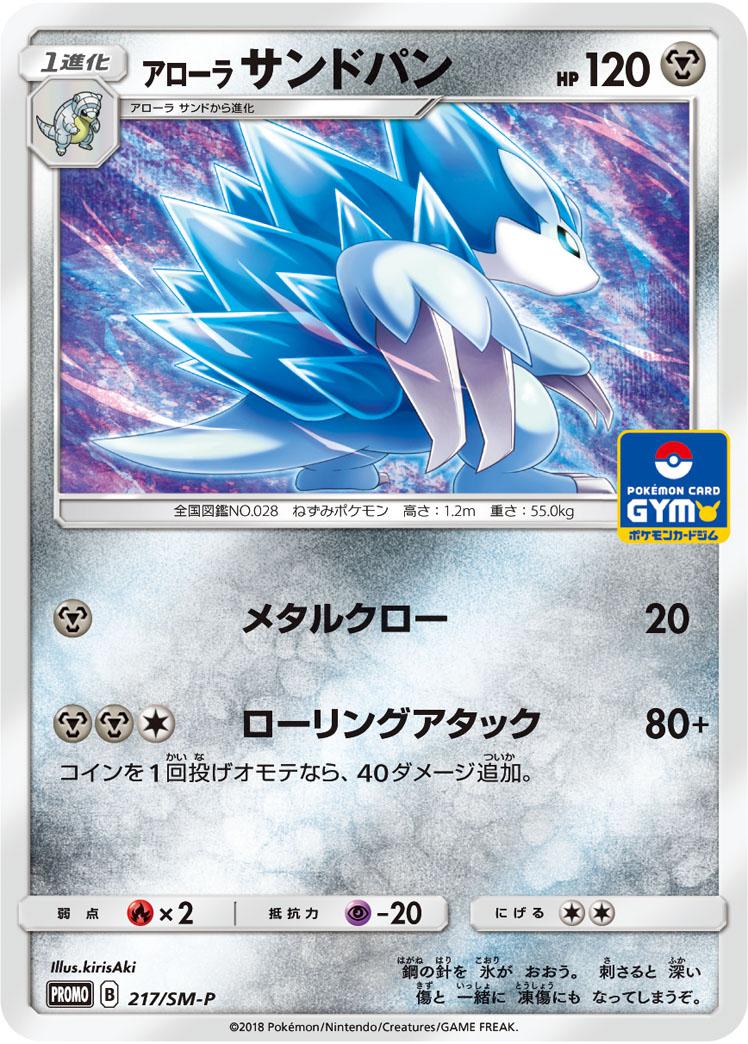 1進化
アローラ サンドパン
HP 120
アローラ サンドから進化
全国図鑑NO.028 ねずみポケモン 高さ:1.2m 重さ:55.0kg
POKÉMON CARD
GYM
ポケモンカードジム
メタルクロー 20
ローリングアタック 80+
コインを1回投げオモテなら、40ダメージ追加。
弱点 ×2 抵抗力 -20 にげる
Illus.kirisAki
PROMO B 217/SM-P
鋼の針を 氷が おおう。 刺さると 深い
傷と 一緒に 凍傷にも なってしまうぞ。
©2018 Pokémon/Nintendo/Creatures/GAME FREAK.